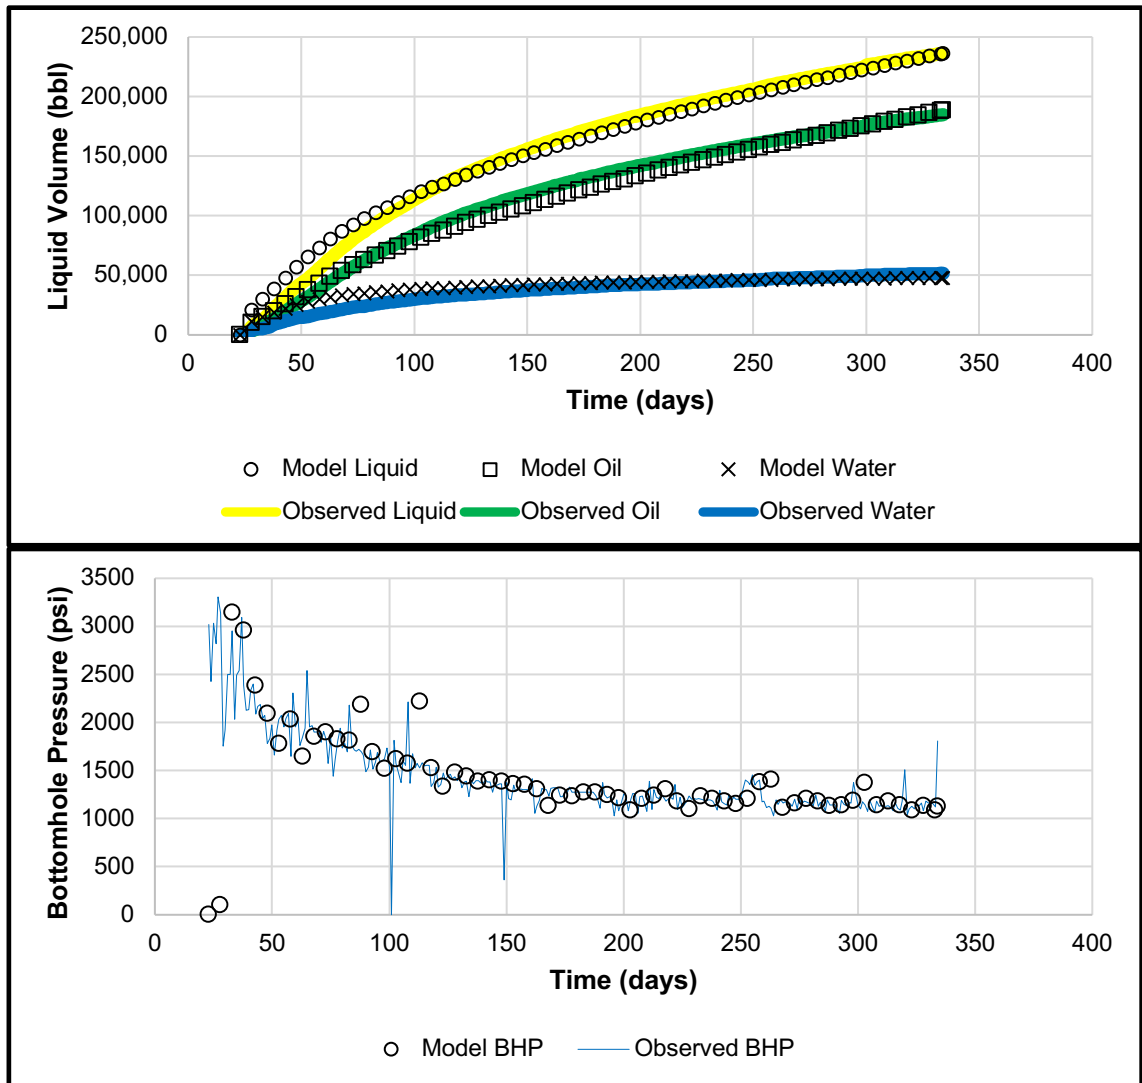 250,000
200,000
150,000
100,000
50,000
0
Liquid Volume (bbl)
0 50 100 150 200 250 300 350 400
Time (days)
Model Liquid Model Oil Model Water
Observed Liquid Observed Oil Observed Water
3500
3000
2500
2000
1500
1000
500
0
Bottomhole Pressure (psi)
0 50 100 150 200 250 300 350 400
Time (days)
Model BHP Observed BHP